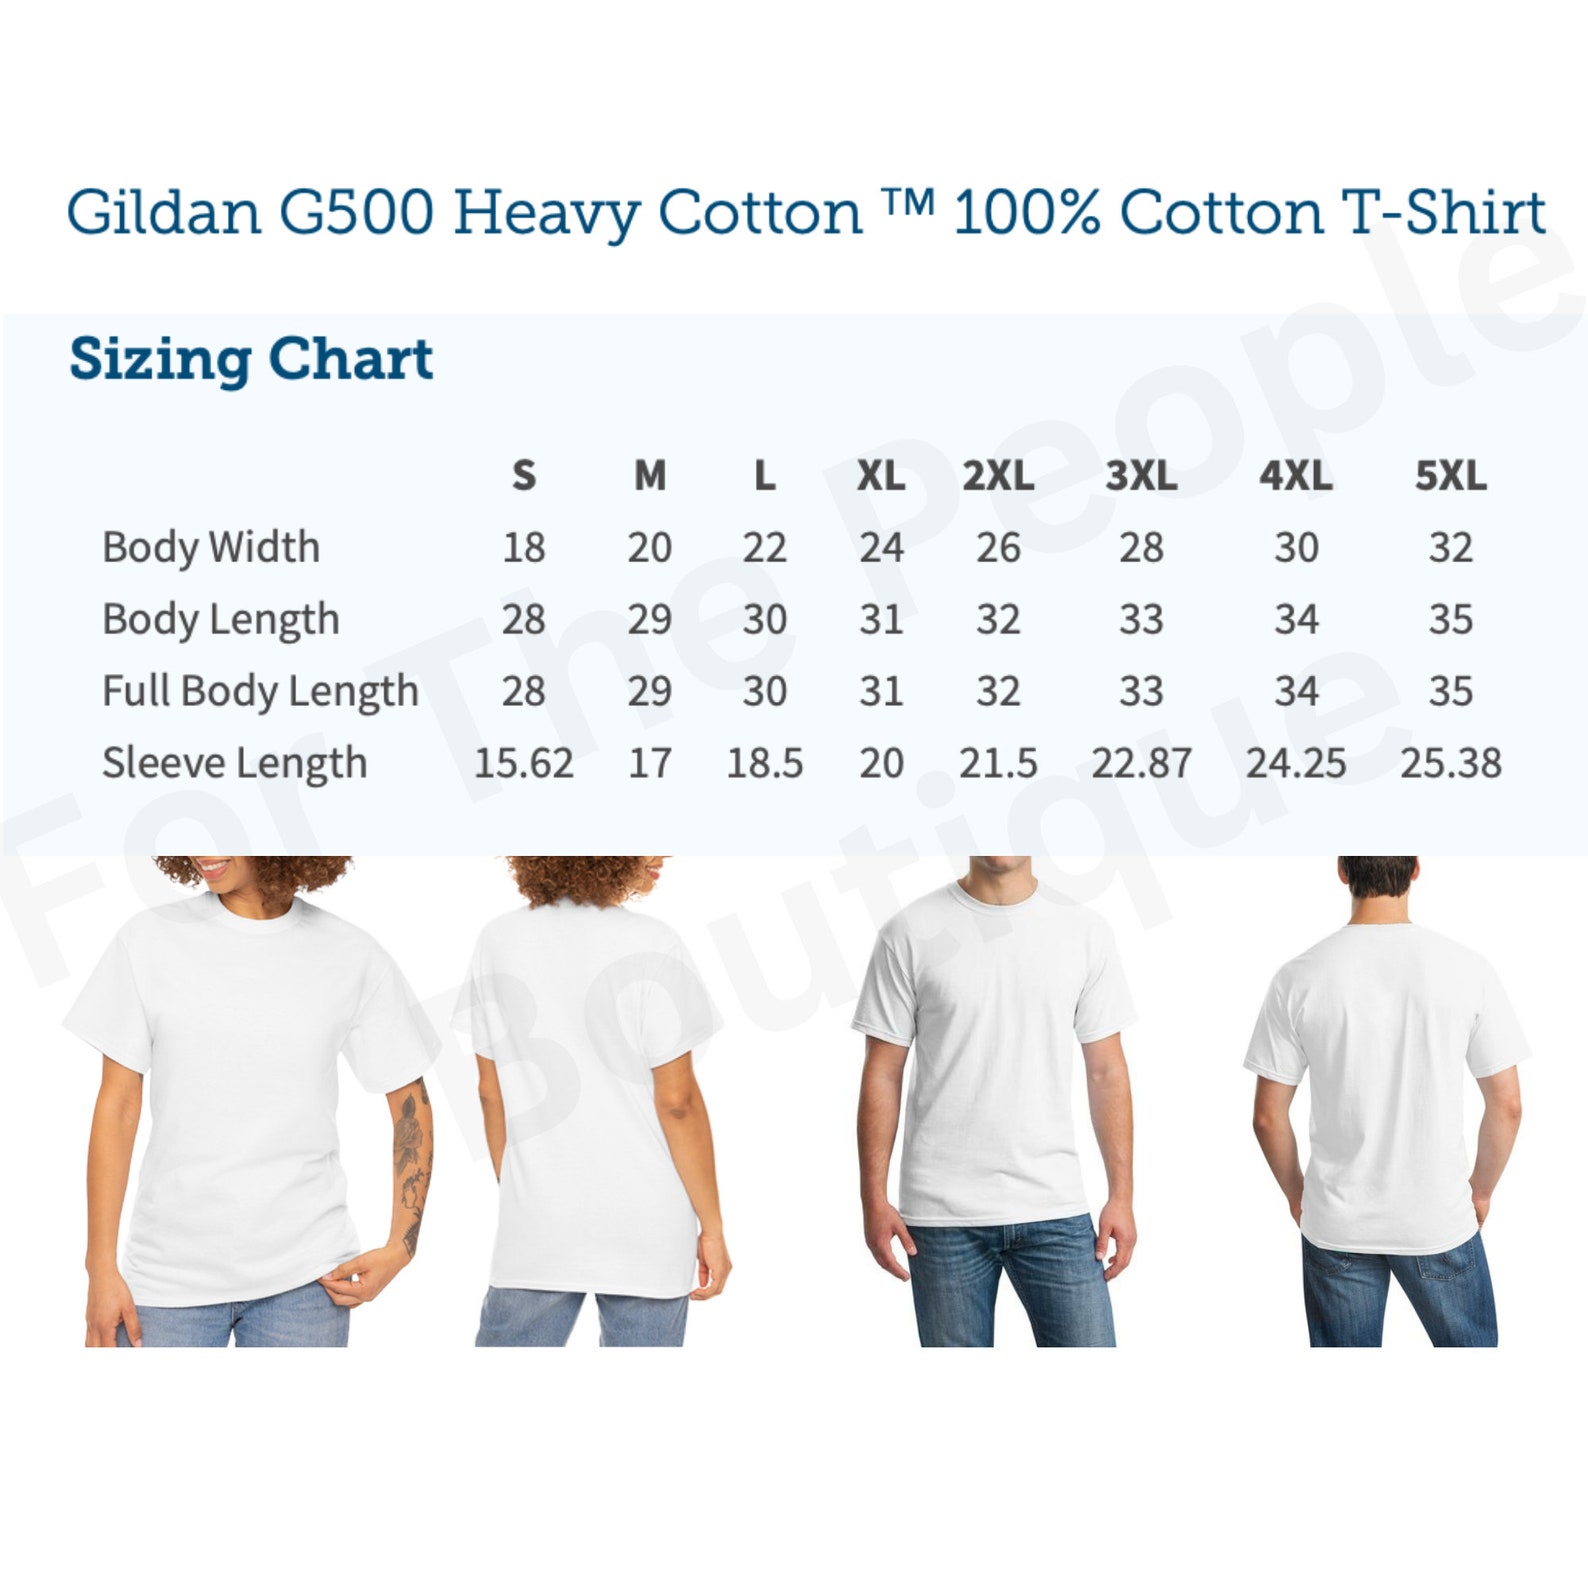 Gildan G500 Heavy Cotton ™ 100% Cotton T-Shirt
Sizing Chart
S M L XL 2XL 3XL 4XL 5XL
Body Width 18 20 22 24 26 28 30 32
Body Length 28 29 30 31 32 33 34 35
Full Body Length 28 29 30 31 32 33 34 35
Sleeve Length 15.62 17 18.5 20 21.5 22.87 24.25 25.38
For The People
Boutique